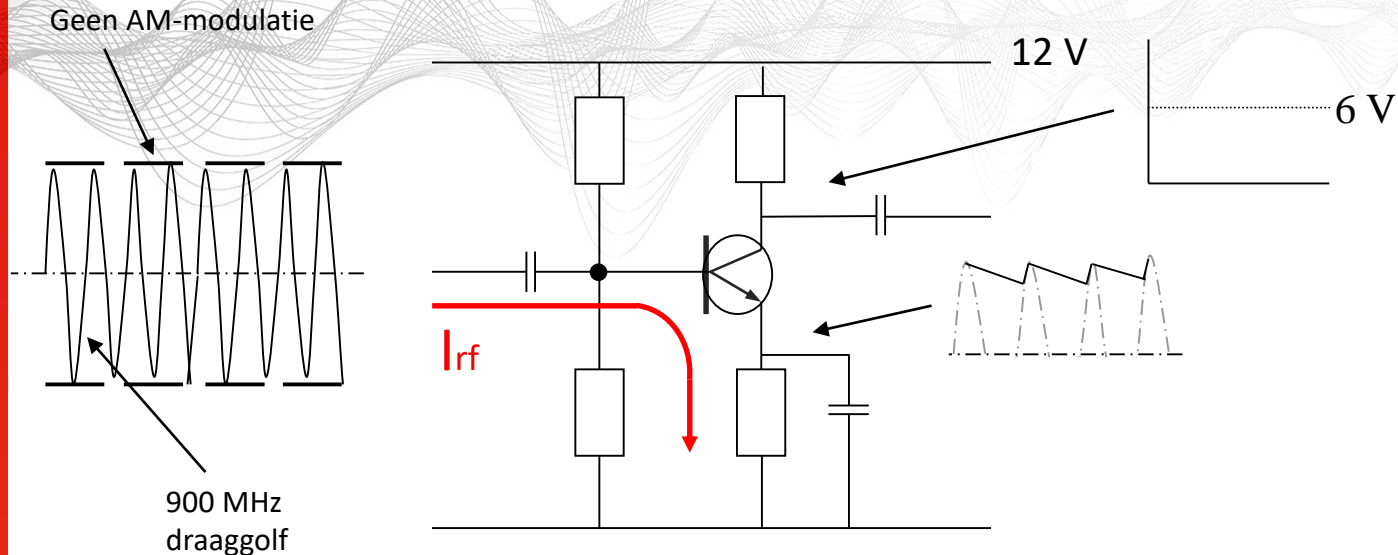 Geen AM-modulatie
12 V
6 V
Irf
900 MHz
draaggolf